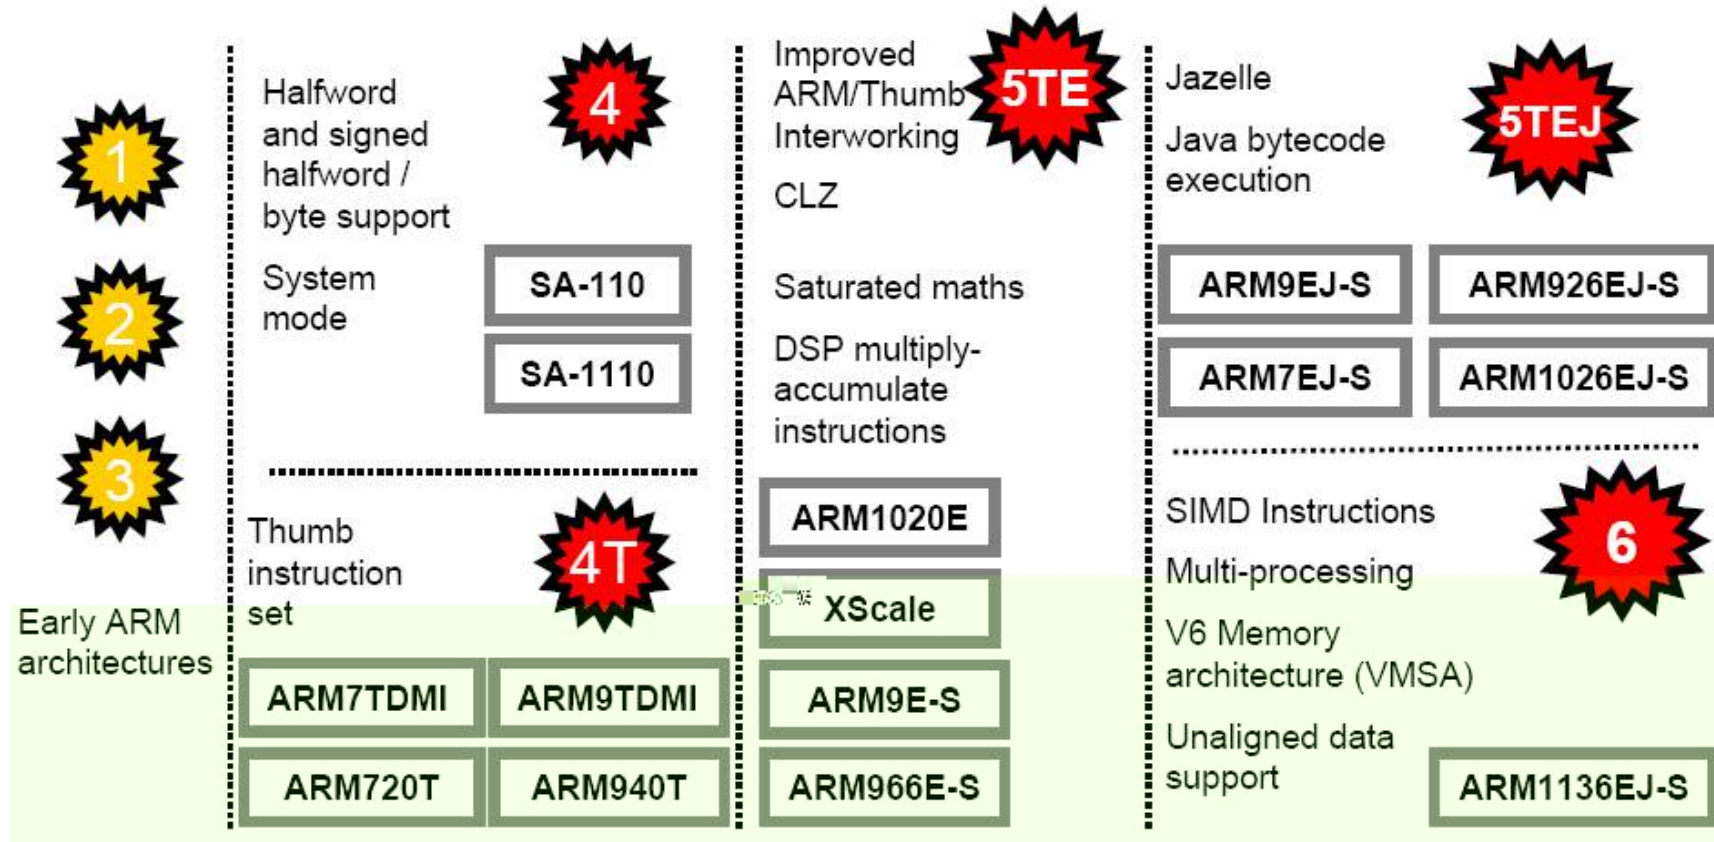 1
2
3
Early ARM
architectures
Halfword
and signed
halfword /
byte support
4
System
mode
SA-110
SA-1110
Thumb
instruction
set
4T
ARM7TDMI
ARM9TDMI
ARM720T
ARM940T
Improved
ARM/Thumb
Interworking
5TE
CLZ
Saturated maths
DSP multiply-
accumulate
instructions
ARM1020E
XScale
ARM9E-S
ARM966E-S
Jazelle
Java bytecode
execution
5TEJ
ARM9EJ-S
ARM926EJ-S
ARM7EJ-S
ARM1026EJ-S
SIMD Instructions
6
Multi-processing
V6 Memory
architecture (VMSA)
Unaligned data
support
ARM1136EJ-S